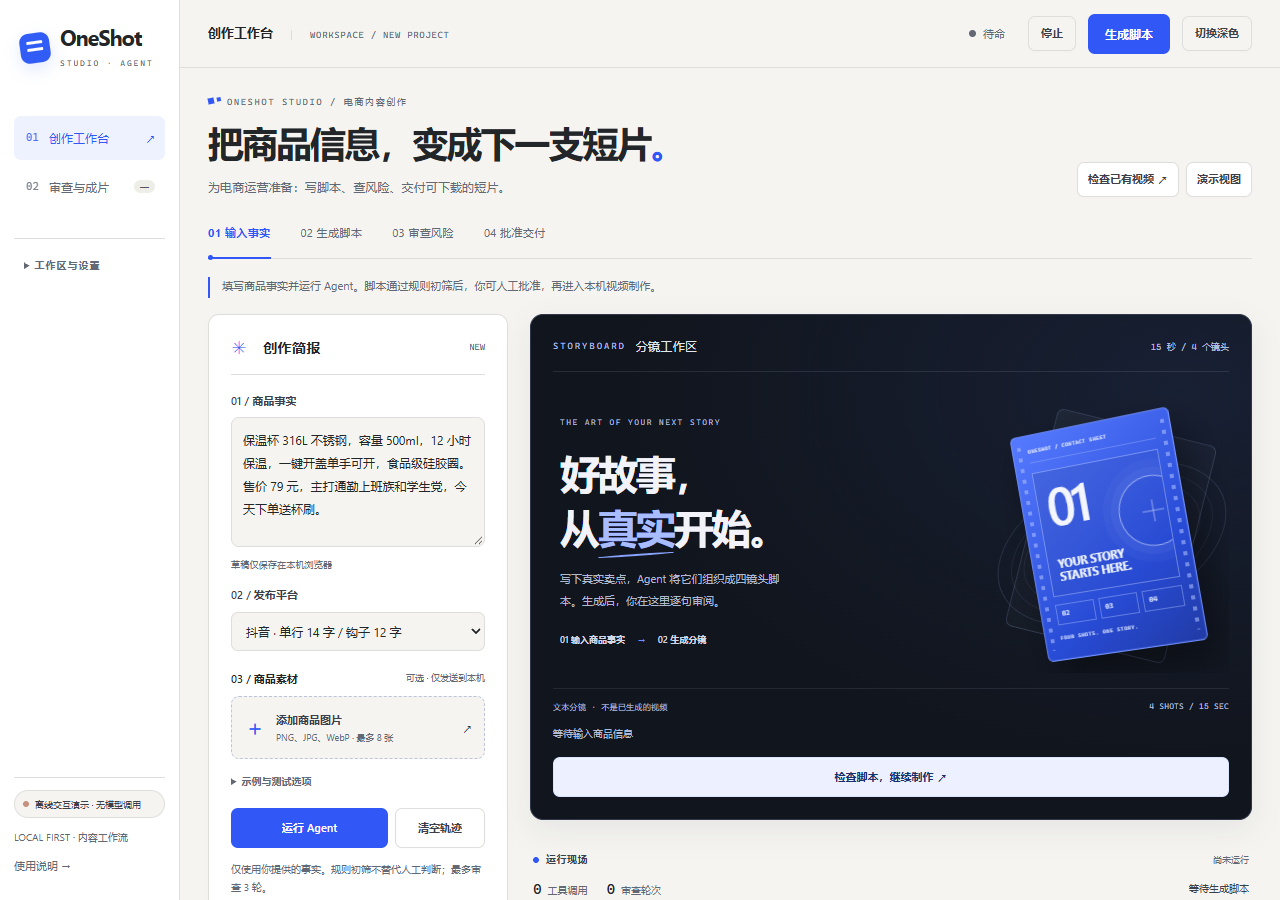 OneShot
STUDIO · AGENT
01 创作工作台 ↗
02 审查与成片 —
▶ 工作区与设置
离线交互演示 · 无模型调用
LOCAL FIRST · 内容工作流
使用说明 →
创作工作台
WORKSPACE / NEW PROJECT
待命
停止
生成脚本
切换深色
ONESHOT STUDIO / 电商内容创作
把商品信息，变成下一支短片。
为电商运营准备：写脚本、查风险、交付可下载的短片。
检查已有视频 ↗
演示视图
01 输入事实
02 生成脚本
03 审查风险
04 批准交付
填写商品事实并运行 Agent。脚本通过规则初筛后，你可人工批准，再进入本机视频制作。
创作简报
NEW
01 / 商品事实
保温杯 316L 不锈钢，容量 500ml，12 小时
保温，一键开盖单手可开，食品级硅胶圈。
售价 79 元，主打通勤上班族和学生党，今
天下单送杯刷。
草稿仅保存在本机浏览器
02 / 发布平台
抖音 · 单行 14 字 / 钩子 12 字
03 / 商品素材
可选 · 仅发送到本机
+ 添加商品图片 ↗
PNG、JPG、WebP · 最多 8 张
▶ 示例与测试选项
运行 Agent
清空轨迹
仅使用你提供的事实。规则初筛不替代人工判断；最多审
查 3 轮。
STORYBOARD 分镜工作区
15 秒 / 4 个镜头
THE ART OF YOUR NEXT STORY
好故事，
从真实开始。
写下真实卖点，Agent 将它们组织成四镜头脚
本。生成后，你在这里逐句审阅。
01 输入商品事实 → 02 生成分镜
ONESHOT / CONTACT SHEET
01
YOUR STORY
STARTS HERE.
02
03
04
FOUR SHOTS. ONE STORY.
文本分镜 · 不是已生成的视频
4 SHOTS / 15 SEC
等待输入商品信息
检查脚本，继续制作 ↗
运行现场
尚未运行
0 工具调用
0 审查轮次
等待生成脚本